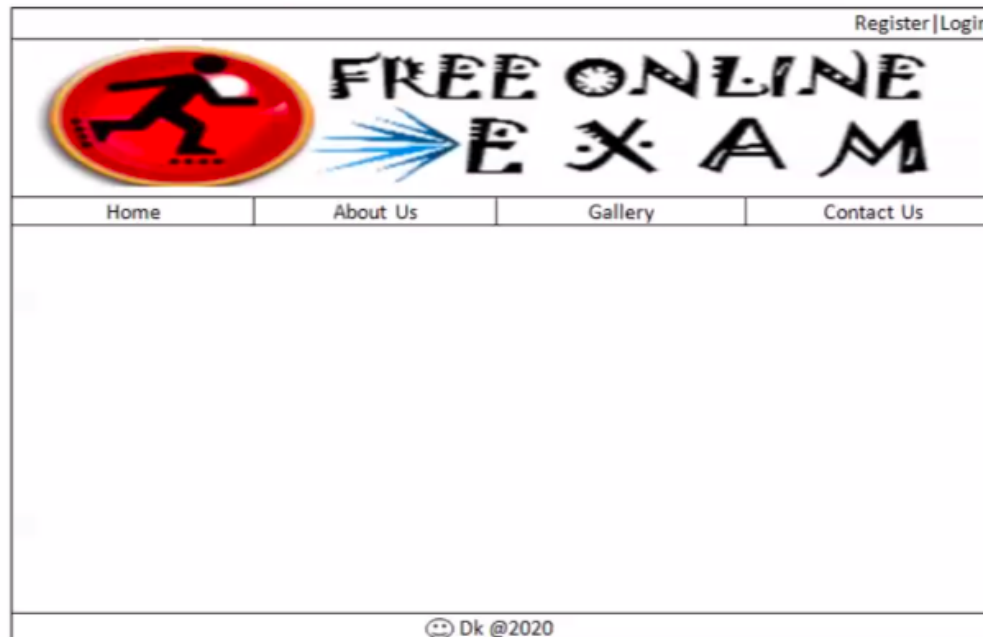 Register|Login
FREE ONLINE
EXAM
Home About Us Gallery Contact Us
Dk @2020